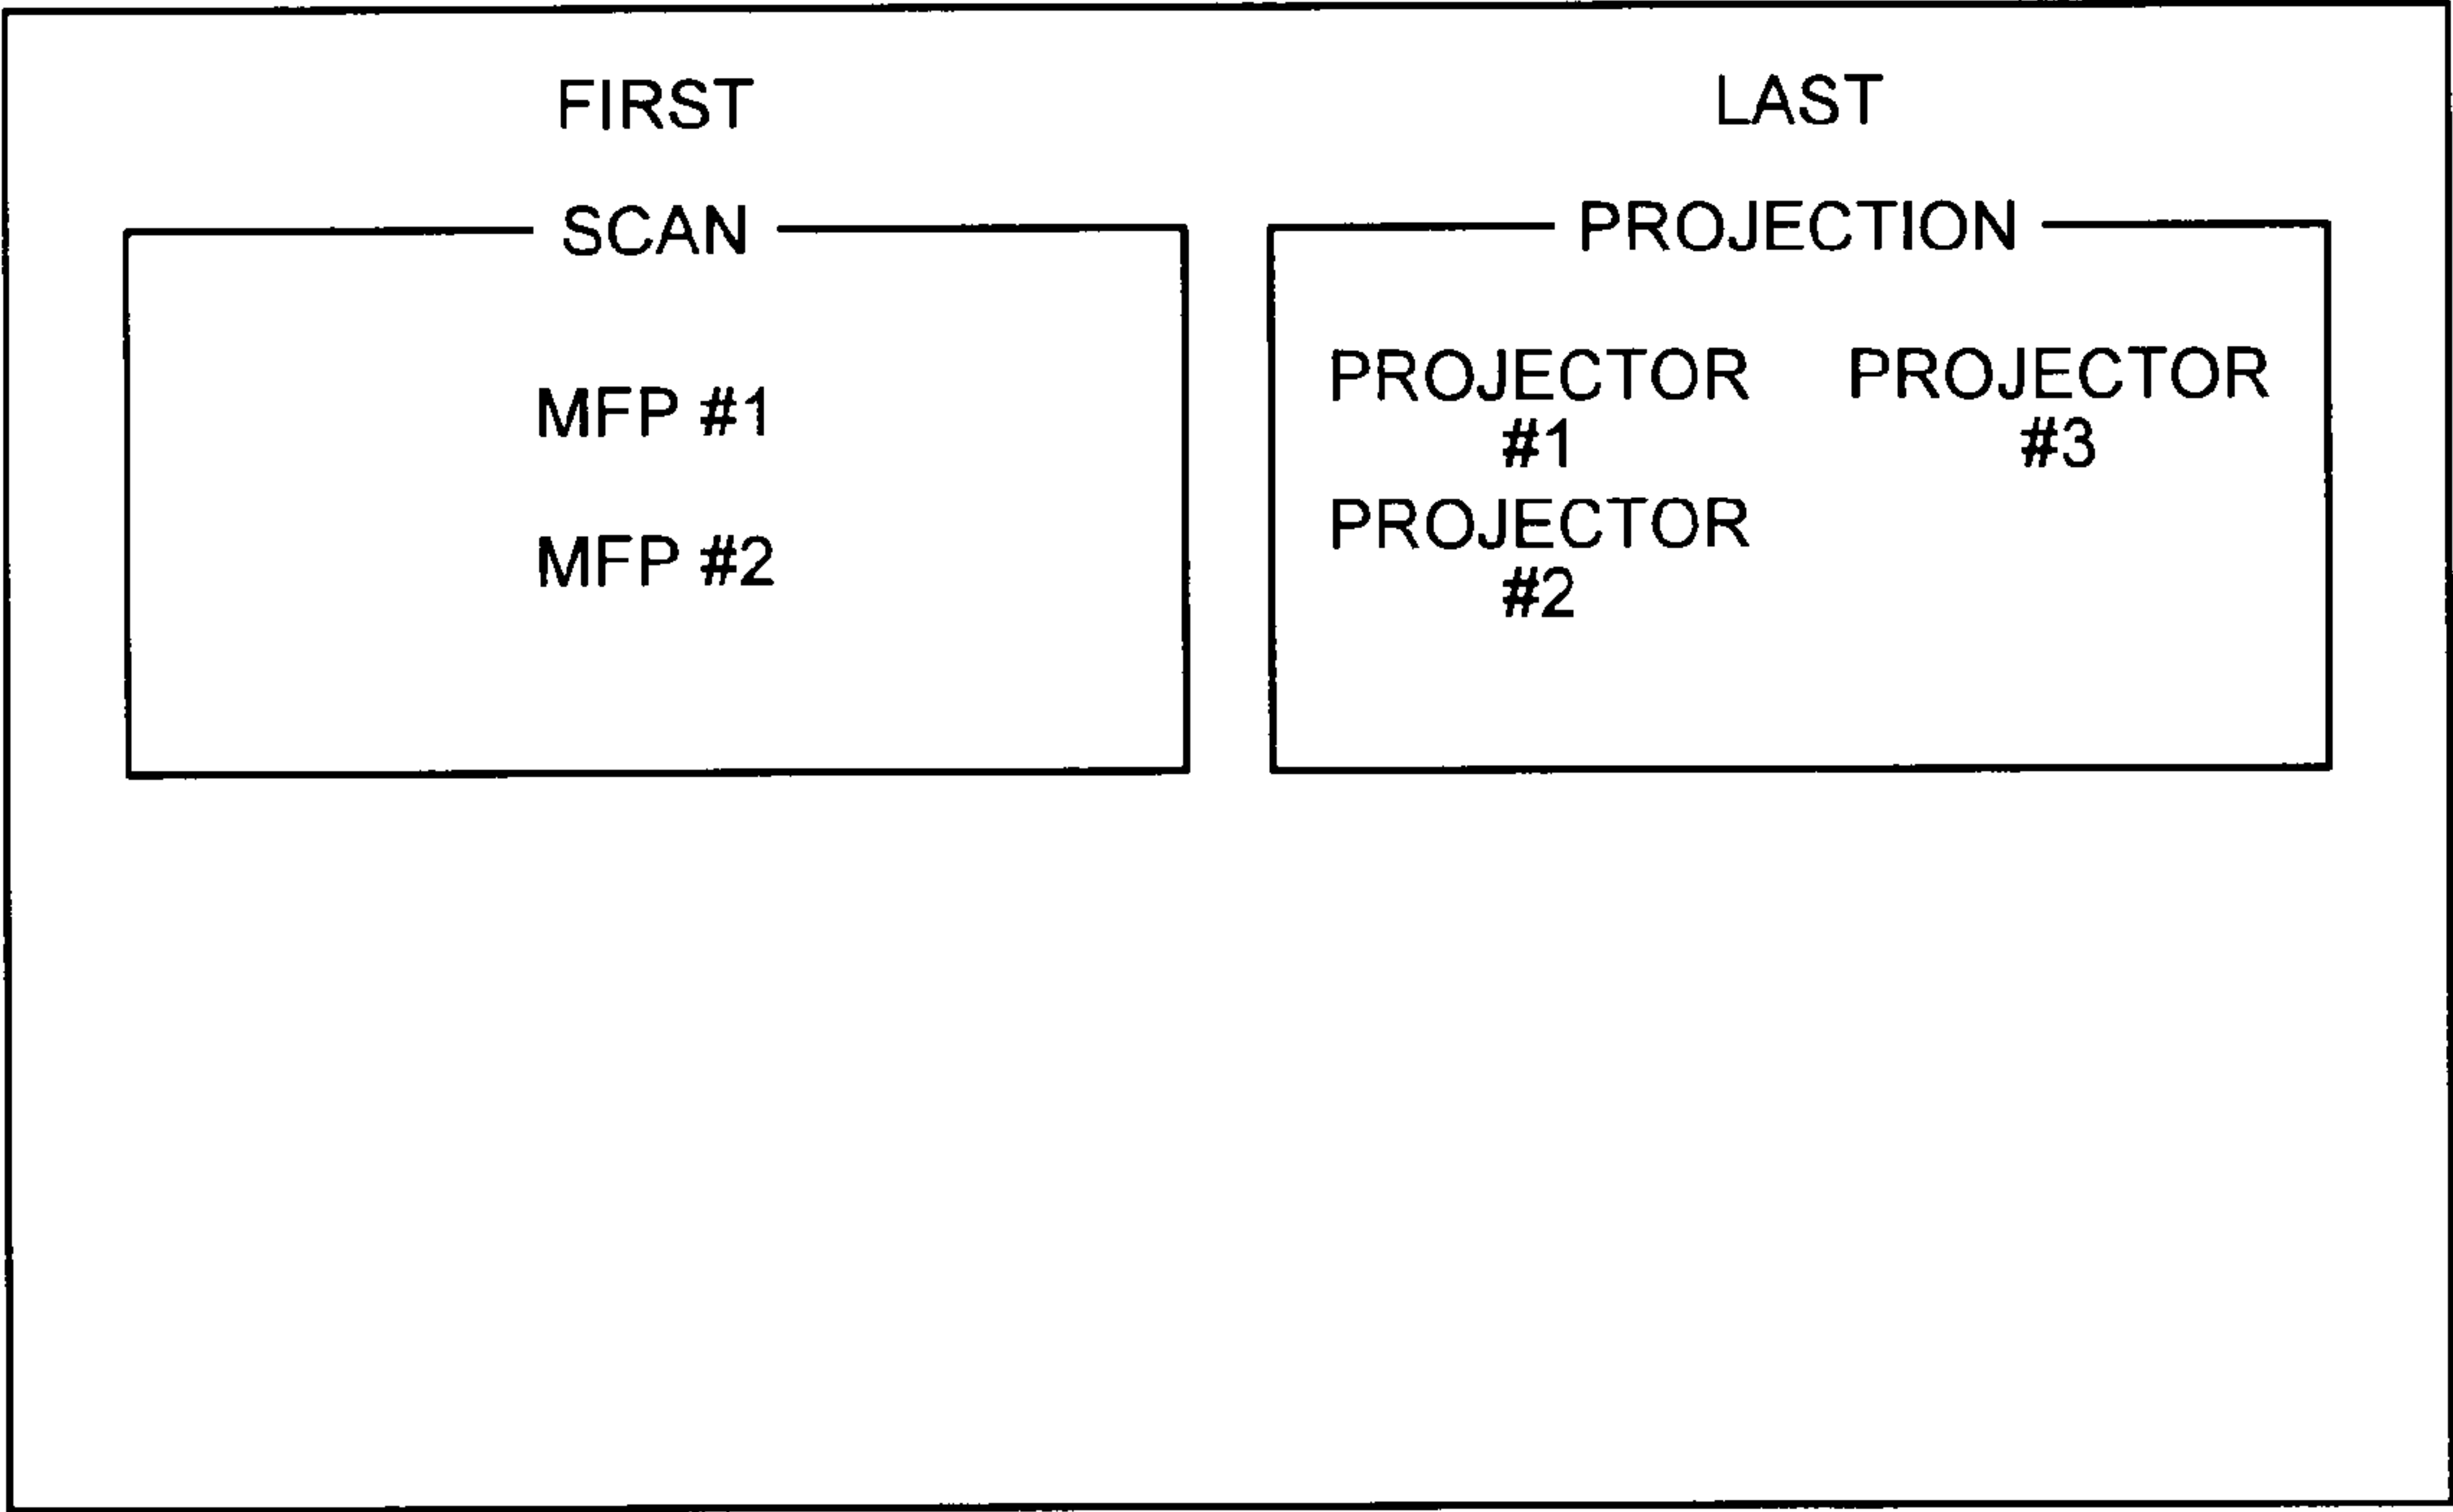 FIRST
LAST
SCAN
PROJECTION
MFP #1
MFP #2
PROJECTOR
#1
PROJECTOR
#3
PROJECTOR
#2